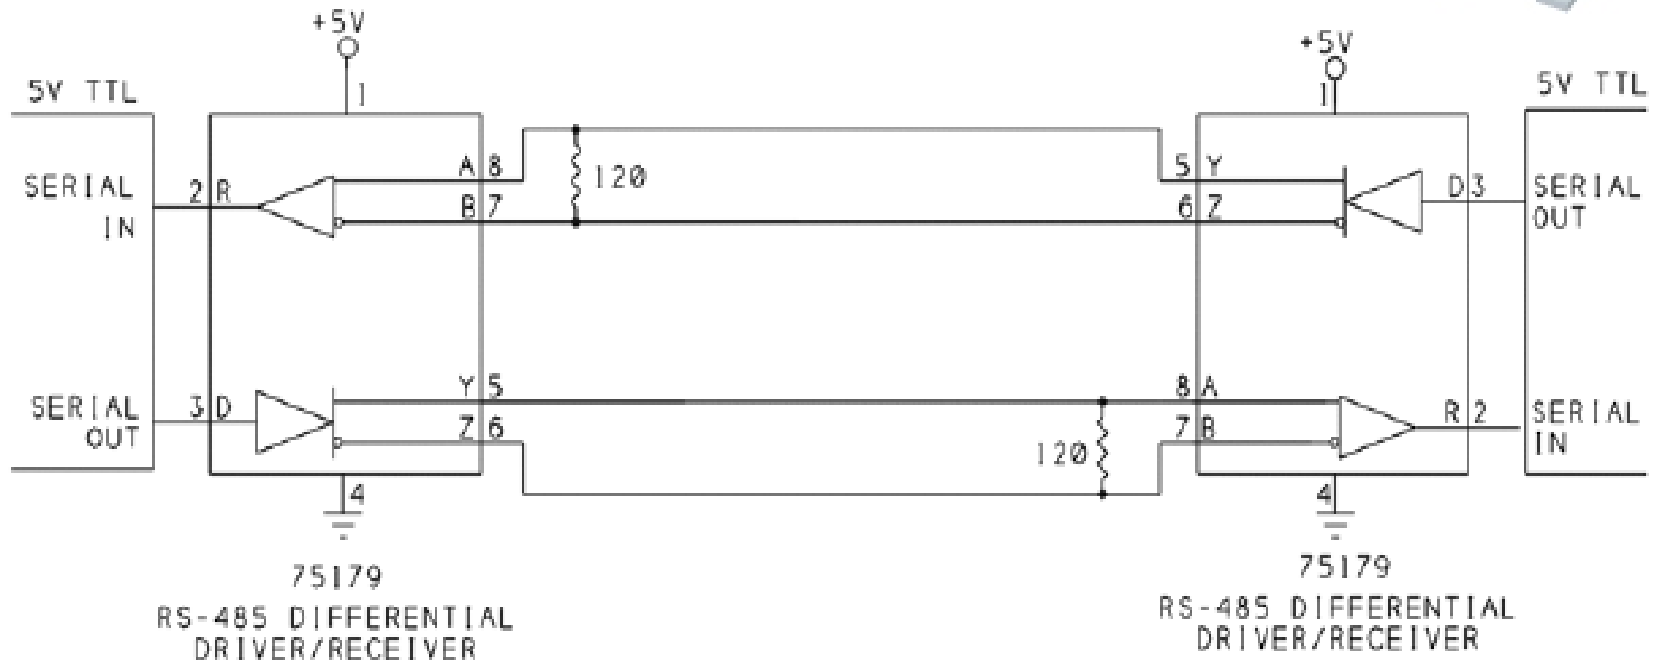 +5V
+5V
5V TTL
1
1
5V TTL
A 8
5 Y
SERIAL
IN
2 R
120
D 3
SERIAL
OUT
B 7
6 Z
Y 5
8 A
SERIAL
OUT
3 D
R 2
SERIAL
IN
Z 6
7 B
120
4
4
75179
RS-485 DIFFERENTIAL
DRIVER/RECEIVER
75179
RS-485 DIFFERENTIAL
DRIVER/RECEIVER